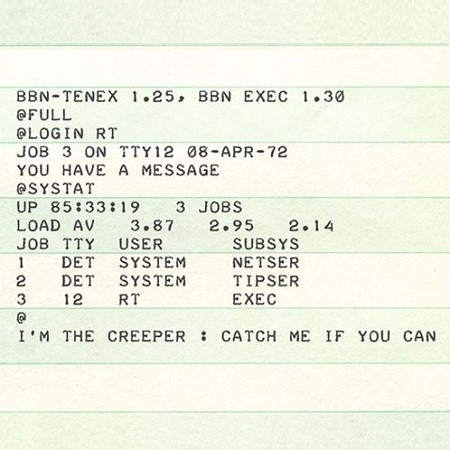 BBN-TENEX 1.25, BBN EXEC 1.30
@FULL
@LOGIN RT
JOB 3 ON TTY12 08-APR-72
YOU HAVE A MESSAGE
@SYSTAT
UP 85:33:19   3 JOBS
LOAD AV   3.87   2.95   2.14
JOB TTY  USER      SUBSYS
1   DET  SYSTEM    NETSER
2   DET  SYSTEM    TIPSER
3   12   RT        EXEC
@
I'M THE CREEPER : CATCH ME IF YOU CAN